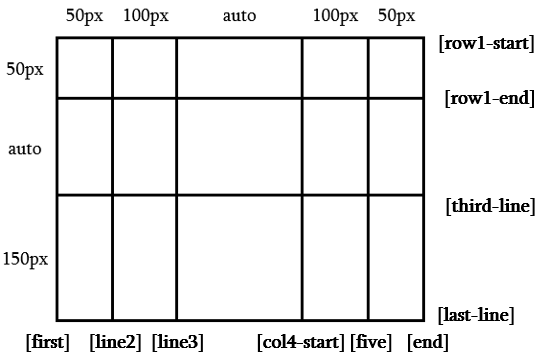 50px 100px auto 100px 50px
[row1-start]
50px
[row1-end]
auto
[third-line]
150px
[last-line]
[first] [line2] [line3] [col4-start] [five] [end]